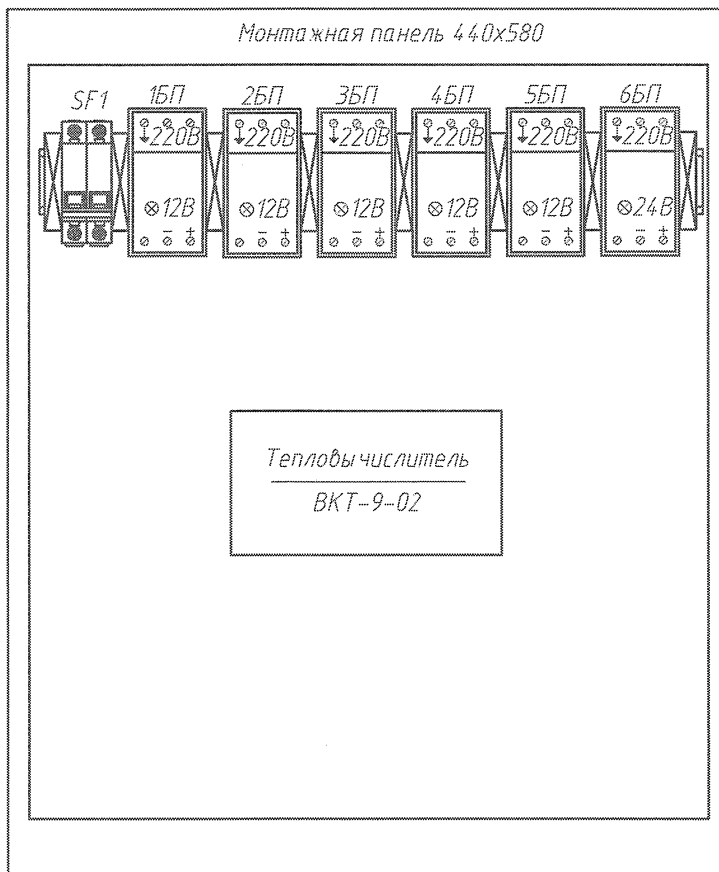 Монтажная панель 440x580
SF1 1БП 2БП 3БП 4БП 5БП 6БП
220В 220В 220В 220В 220В 220В
12В 12В 12В 12В 12В 24В
− + − + − + − + − + − +
Тепловычислитель
ВКТ-9-02